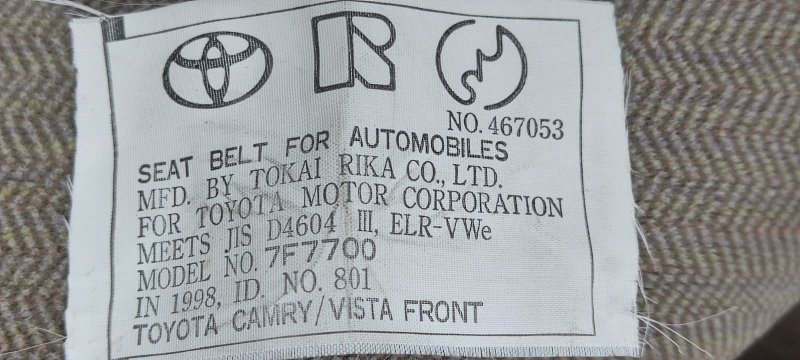 R
NO. 467053
SEAT BELT FOR AUTOMOBILES
MFD. BY TOKAI RIKA CO., LTD.
FOR TOYOTA MOTOR CORPORATION
MEETS JIS D4604 III, ELR-VWe
MODEL NO. 7F7700
IN 1998, ID. NO. 801
TOYOTA CAMRY/VISTA FRONT